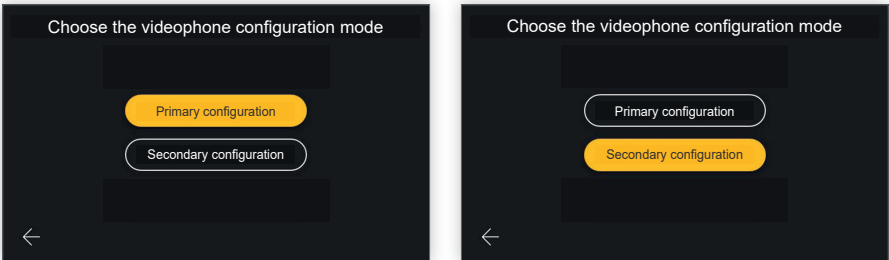 Choose the videophone configuration mode
Primary configuration
Secondary configuration
Choose the videophone configuration mode
Primary configuration
Secondary configuration